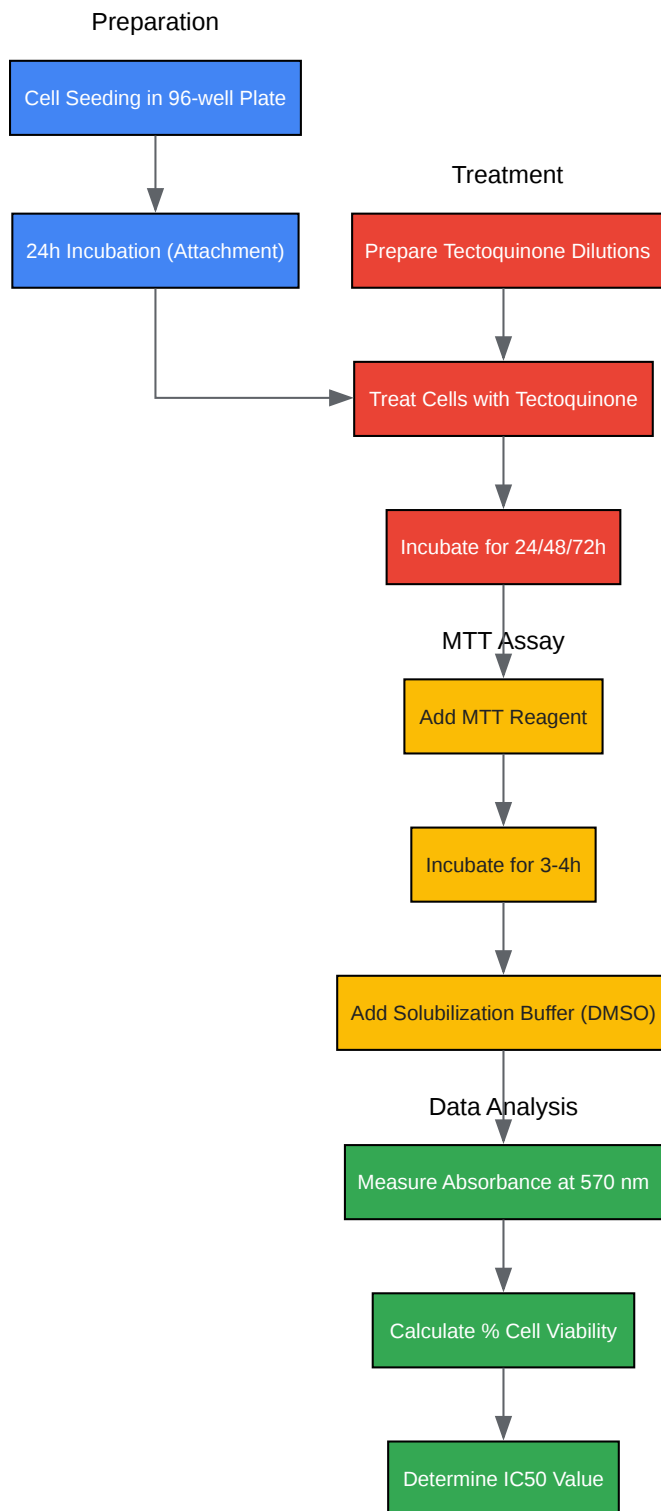 Preparation
Cell Seeding in 96-well Plate
24h Incubation (Attachment)
Treatment
Prepare Tectoquinone Dilutions
Treat Cells with Tectoquinone
Incubate for 24/48/72h
MTT Assay
Add MTT Reagent
Incubate for 3-4h
Add Solubilization Buffer (DMSO)
Data Analysis
Measure Absorbance at 570 nm
Calculate % Cell Viability
Determine IC50 Value